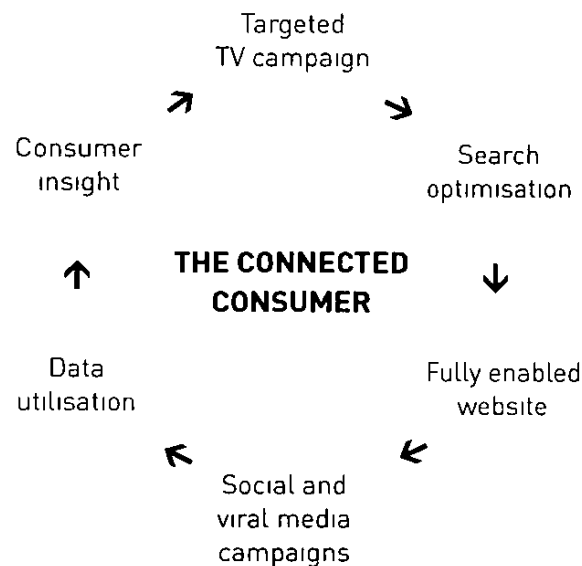 Targeted
TV campaign
Search
optimisation
Fully enabled
website
Social and
viral media
campaigns
Data
utilisation
Consumer
insight
THE CONNECTED
CONSUMER